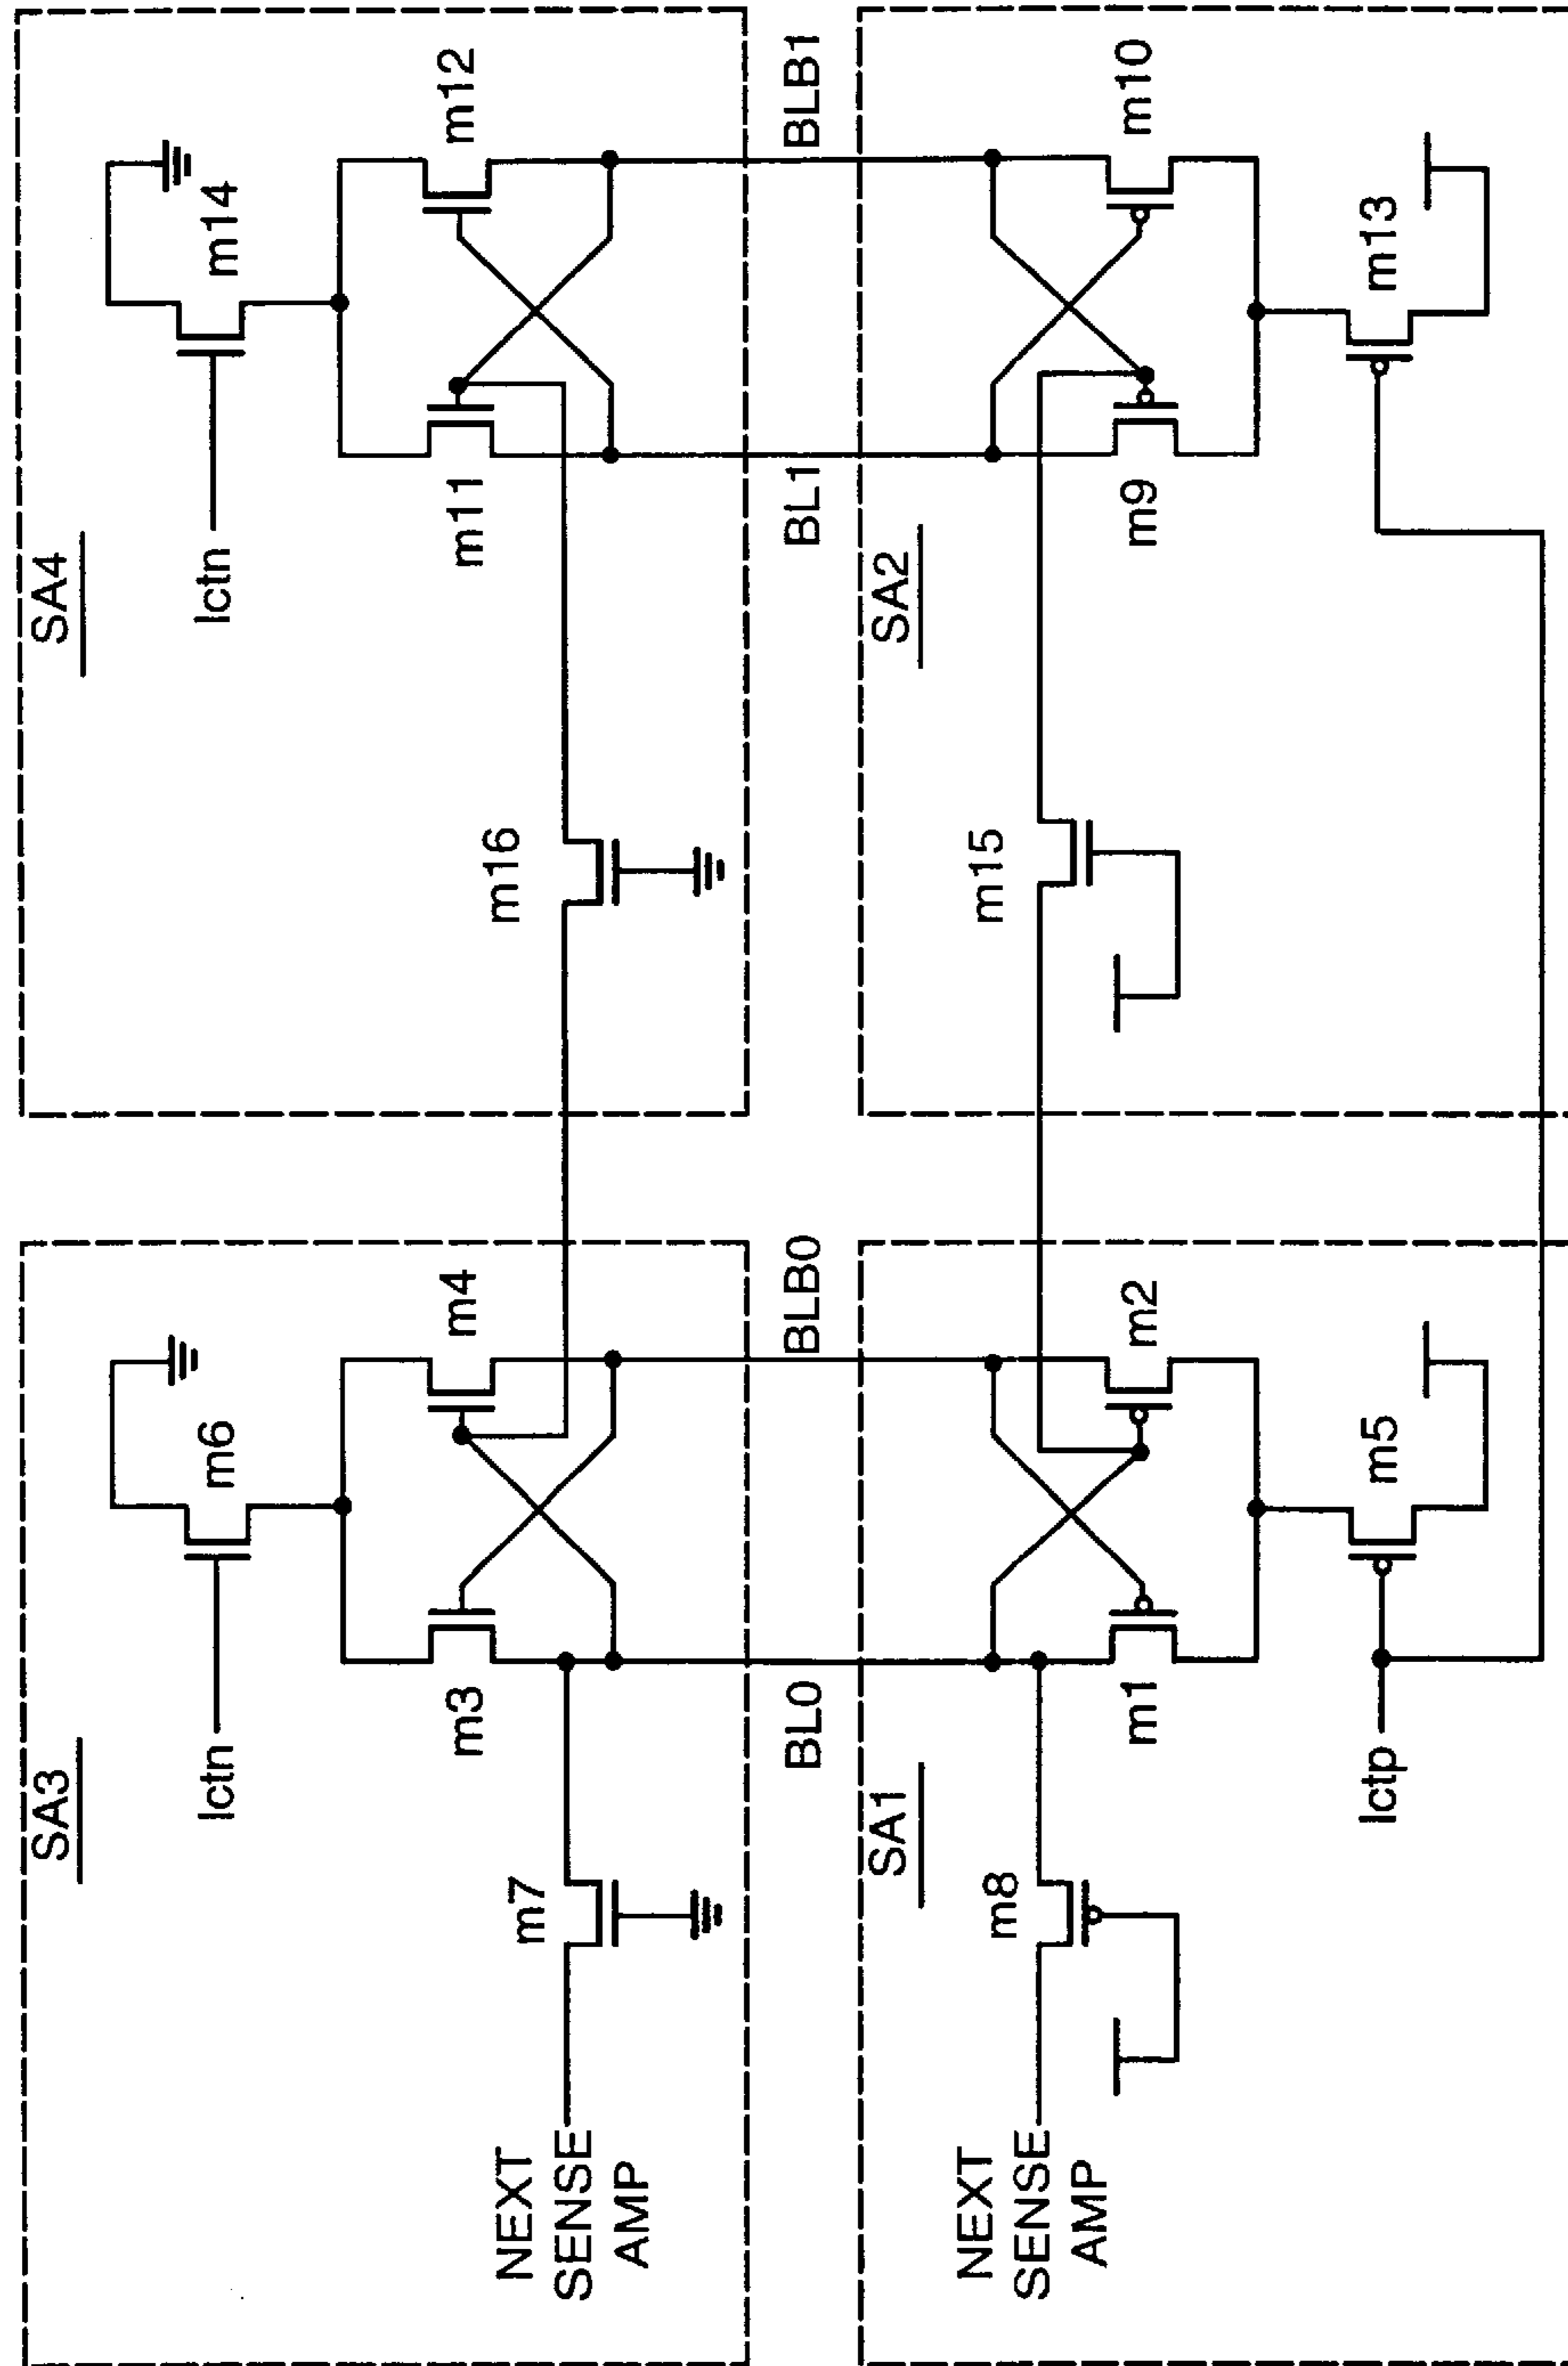 SA3
SA4
lctn
m6
lctn
m14
m3
m4
m11
m12
NEXT
SENSE
AMP
m7
m16
BL0
BLB0
BL1
BLB1
SA1
SA2
NEXT
SENSE
AMP
m8
m15
m1
m2
m9
m10
lctp
m5
m13